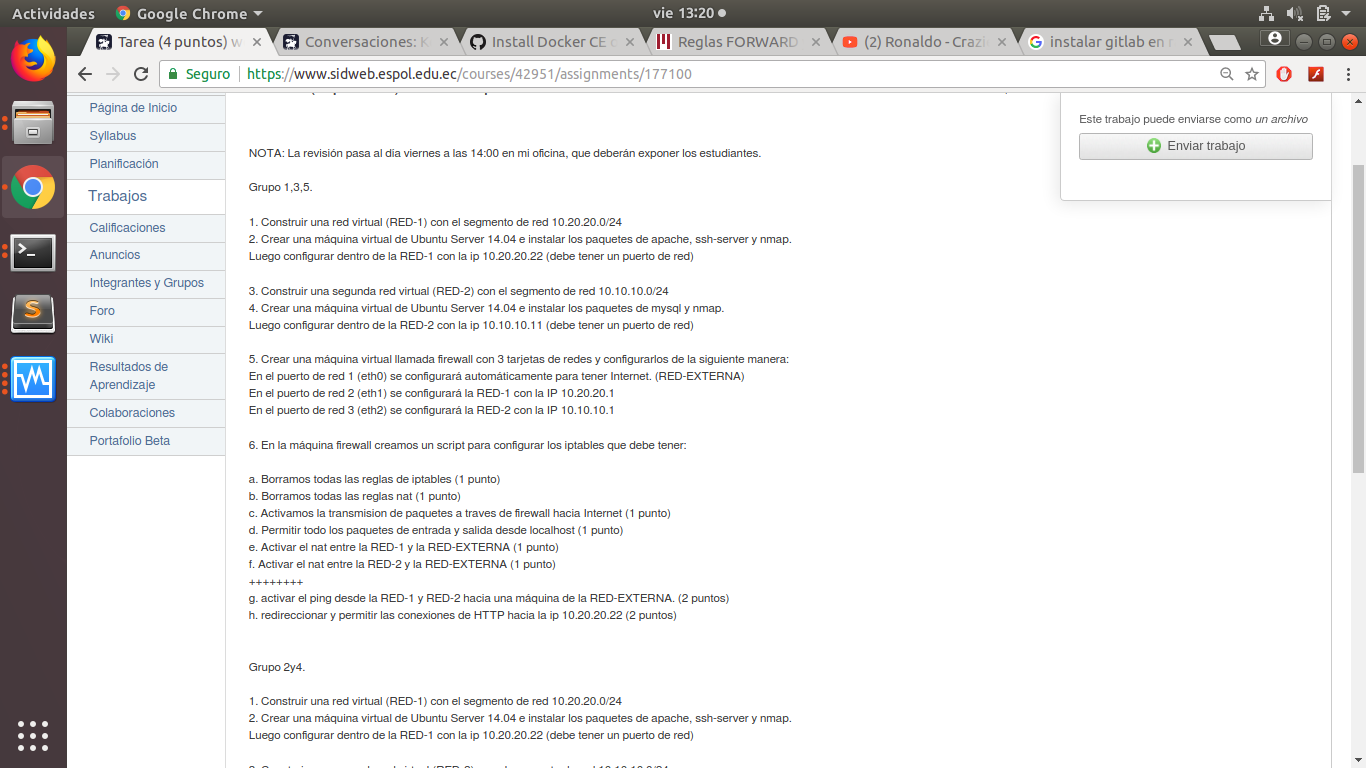 Actividades
Google Chrome
vie 13:20
Tarea (4 puntos) w
Conversaciones: K
Install Docker CE
Reglas FORWARD
(2) Ronaldo - Crazi
instalar gitlab en
Seguro
https://www.sidweb.espol.edu.ec/courses/42951/assignments/177100
Página de Inicio
Syllabus
Planificación
Trabajos
Calificaciones
Anuncios
Integrantes y Grupos
Foro
Wiki
Resultados de
Aprendizaje
Colaboraciones
Portafolio Beta
NOTA: La revisión pasa al día viernes a las 14:00 en mi oficina, que deberán exponer los estudiantes.
Grupo 1,3,5.
1. Construir una red virtual (RED-1) con el segmento de red 10.20.20.0/24
2. Crear una máquina virtual de Ubuntu Server 14.04 e instalar los paquetes de apache, ssh-server y nmap.
Luego configurar dentro de la RED-1 con la ip 10.20.20.22 (debe tener un puerto de red)
3. Construir una segunda red virtual (RED-2) con el segmento de red 10.10.10.0/24
4. Crear una máquina virtual de Ubuntu Server 14.04 e instalar los paquetes de mysql y nmap.
Luego configurar dentro de la RED-2 con la ip 10.10.10.11 (debe tener un puerto de red)
5. Crear una máquina virtual llamada firewall con 3 tarjetas de redes y configurarlos de la siguiente manera:
En el puerto de red 1 (eth0) se configurará automáticamente para tener Internet. (RED-EXTERNA)
En el puerto de red 2 (eth1) se configurará la RED-1 con la IP 10.20.20.1
En el puerto de red 3 (eth2) se configurará la RED-2 con la IP 10.10.10.1
6. En la máquina firewall creamos un script para configurar los iptables que debe tener:
a. Borramos todas las reglas de iptables (1 punto)
b. Borramos todas las reglas nat (1 punto)
c. Activamos la transmision de paquetes a traves de firewall hacia Internet (1 punto)
d. Permitir todo los paquetes de entrada y salida desde localhost (1 punto)
e. Activar el nat entre la RED-1 y la RED-EXTERNA (1 punto)
f. Activar el nat entre la RED-2 y la RED-EXTERNA (1 punto)
++++++++
g. activar el ping desde la RED-1 y RED-2 hacia una máquina de la RED-EXTERNA. (2 puntos)
h. redireccionar y permitir las conexiones de HTTP hacia la ip 10.20.20.22 (2 puntos)
Grupo 2y4.
1. Construir una red virtual (RED-1) con el segmento de red 10.20.20.0/24
2. Crear una máquina virtual de Ubuntu Server 14.04 e instalar los paquetes de apache, ssh-server y nmap.
Luego configurar dentro de la RED-1 con la ip 10.20.20.22 (debe tener un puerto de red)
Este trabajo puede enviarse como un archivo
Enviar trabajo